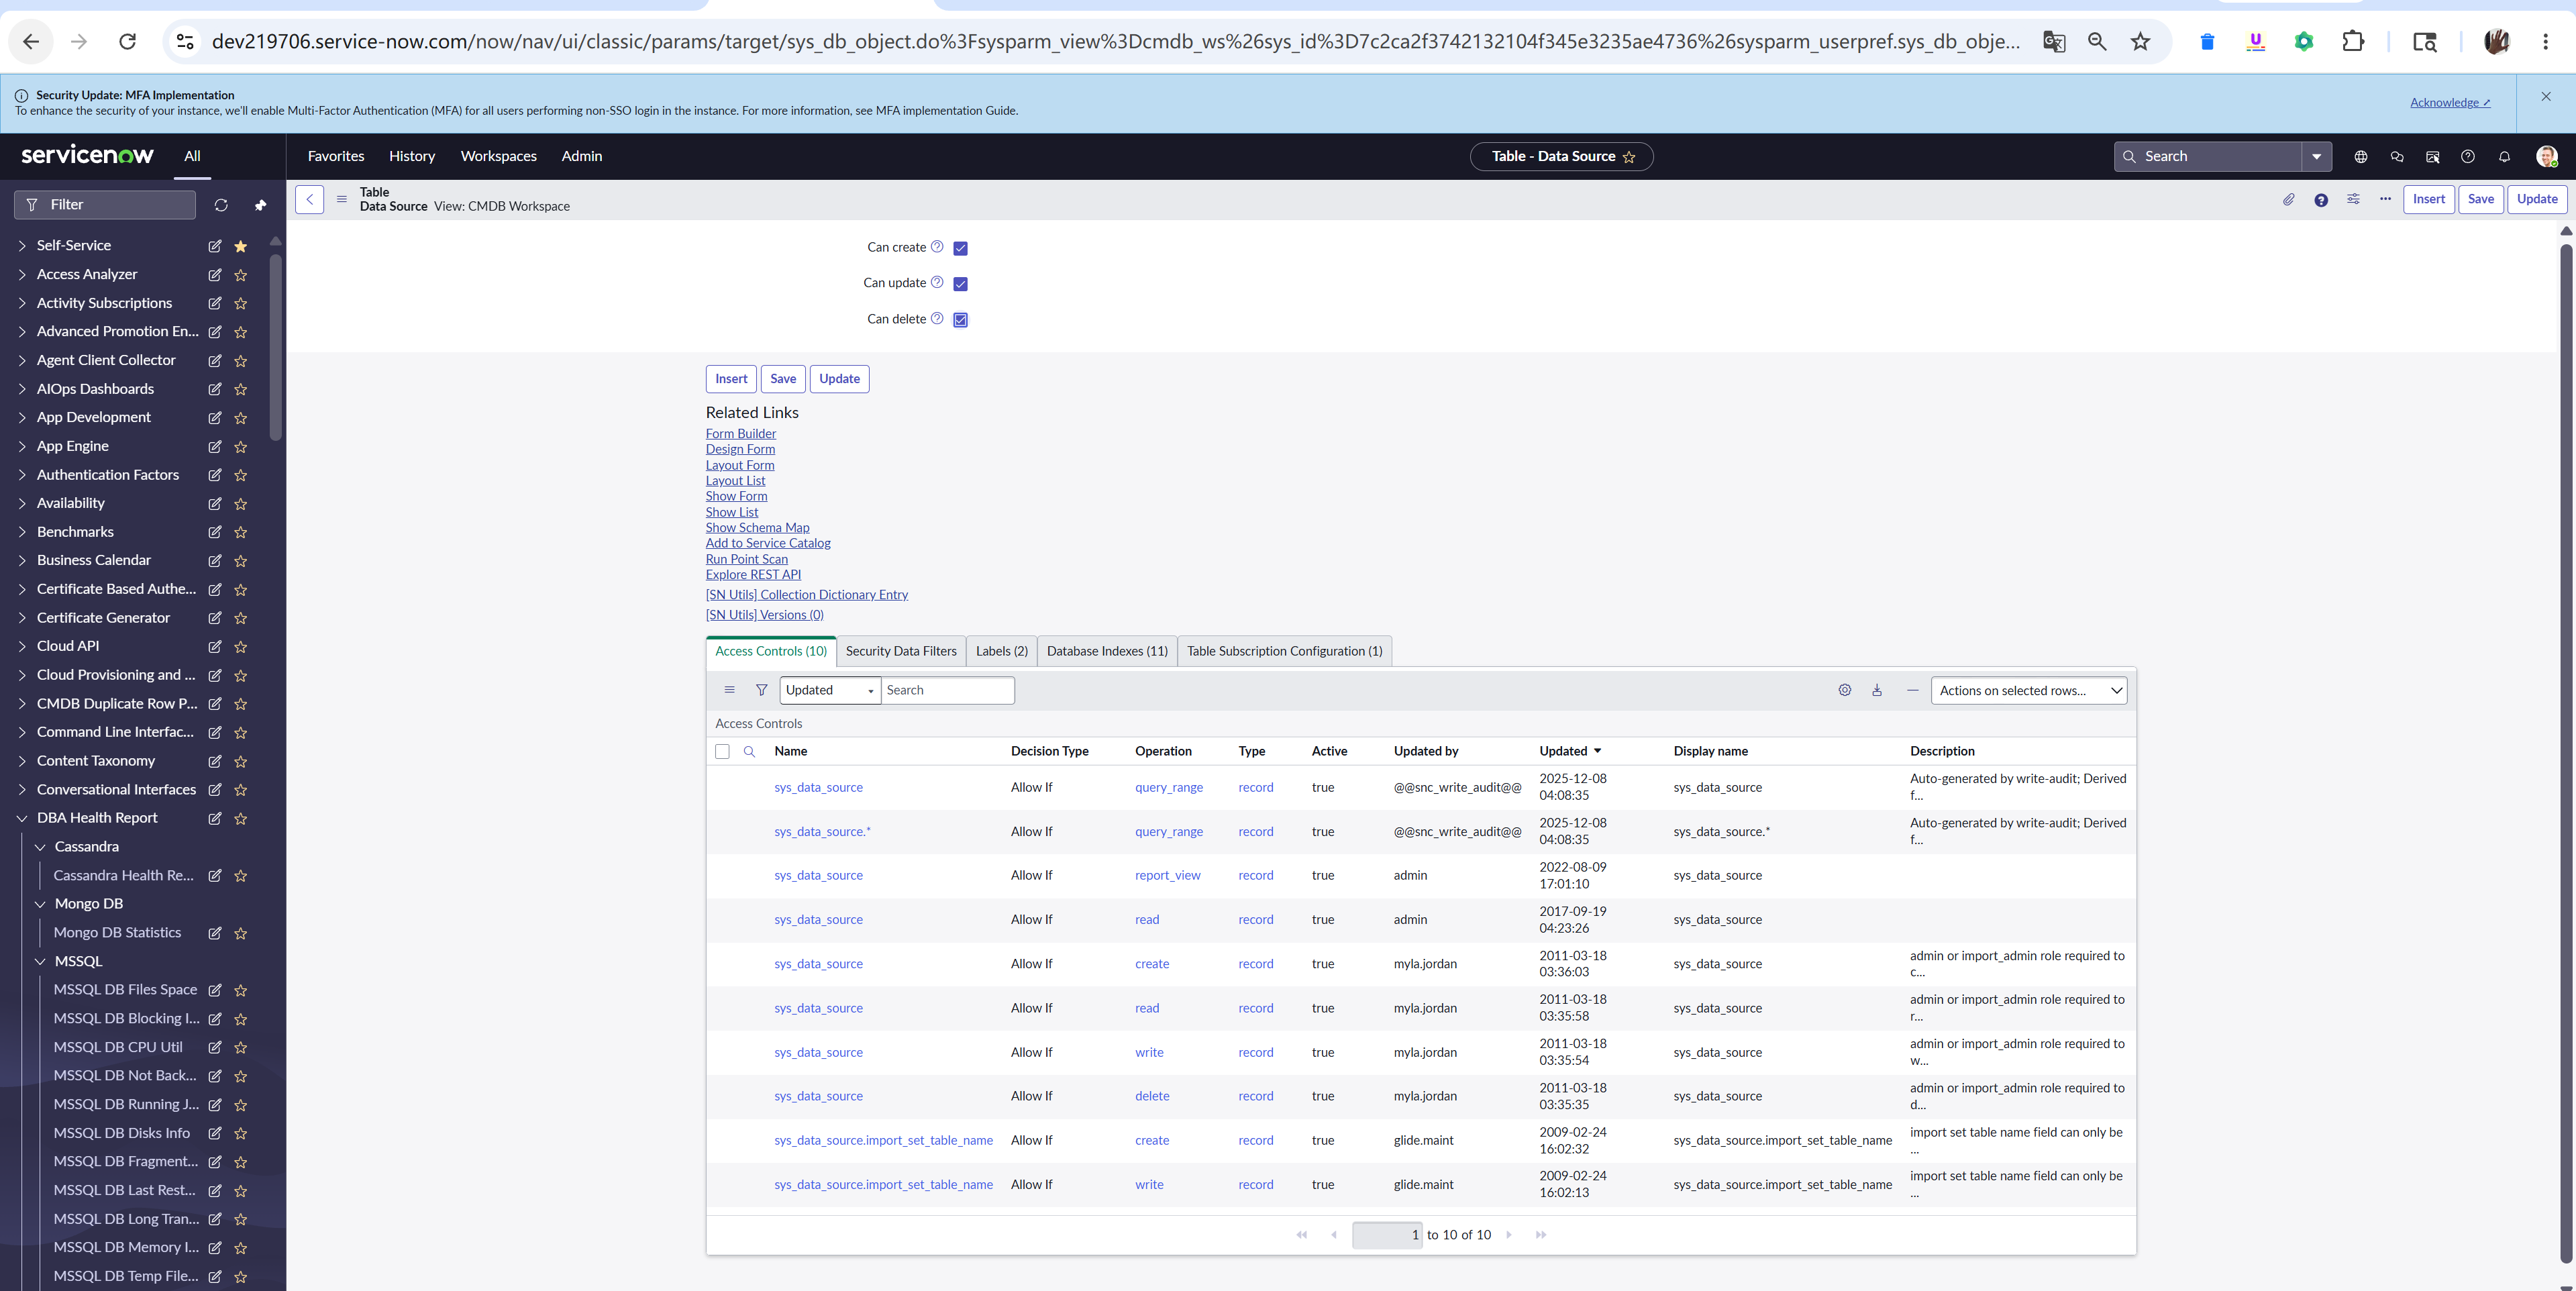 dev219706.service-now.com/now/nav/ui/classic/params/target/sys_db_object.do%3Fsysparm_view%3Dcmdb_ws%26sys_id%3D7c2ca2f3742132104f345e3235ae4736%26sysparm_userpref.sys_db_obje...
Security Update: MFA Implementation
To enhance the security of your instance, we'll enable Multi-Factor Authentication (MFA) for all users performing non-SSO login in the instance. For more information, see MFA implementation Guide.
Acknowledge
servicenow
All
Favorites
History
Workspaces
Admin
Table - Data Source
Search
Filter
Table
Data Source View: CMDB Workspace
Insert
Save
Update
Self-Service
Access Analyzer
Activity Subscriptions
Advanced Promotion En...
Agent Client Collector
AIOps Dashboards
App Development
App Engine
Authentication Factors
Availability
Benchmarks
Business Calendar
Certificate Based Authe...
Certificate Generator
Cloud API
Cloud Provisioning and ...
CMDB Duplicate Row P...
Command Line Interfac...
Content Taxonomy
Conversational Interfaces
DBA Health Report
Cassandra
Cassandra Health Re...
Mongo DB
Mongo DB Statistics
MSSQL
MSSQL DB Files Space
MSSQL DB Blocking I...
MSSQL DB CPU Util
MSSQL DB Not Back...
MSSQL DB Running J...
MSSQL DB Disks Info
MSSQL DB Fragment...
MSSQL DB Last Rest...
MSSQL DB Long Tran...
MSSQL DB Memory I...
MSSQL DB Temp File...
Can create
Can update
Can delete
Insert Save Update
Related Links
Form Builder
Design Form
Layout Form
Layout List
Show Form
Show List
Show Schema Map
Add to Service Catalog
Run Point Scan
Explore REST API
[SN Utils] Collection Dictionary Entry
[SN Utils] Versions (0)
Access Controls (10) Security Data Filters Labels (2) Database Indexes (11) Table Subscription Configuration (1)
Updated Search Actions on selected rows...
Access Controls
Name Decision Type Operation Type Active Updated by Updated Display name Description
sys_data_source Allow If query_range record true @@snc_write_audit@@ 2025-12-08 04:08:35 sys_data_source Auto-generated by write-audit; Derived f...
sys_data_source.* Allow If query_range record true @@snc_write_audit@@ 2025-12-08 04:08:35 sys_data_source.* Auto-generated by write-audit; Derived f...
sys_data_source Allow If report_view record true admin 2022-08-09 17:01:10 sys_data_source
sys_data_source Allow If read record true admin 2017-09-19 04:23:26 sys_data_source
sys_data_source Allow If create record true myla.jordan 2011-03-18 03:36:03 sys_data_source admin or import_admin role required to c...
sys_data_source Allow If read record true myla.jordan 2011-03-18 03:35:58 sys_data_source admin or import_admin role required to r...
sys_data_source Allow If write record true myla.jordan 2011-03-18 03:35:54 sys_data_source admin or import_admin role required to w...
sys_data_source Allow If delete record true myla.jordan 2011-03-18 03:35:35 sys_data_source admin or import_admin role required to d...
sys_data_source.import_set_table_name Allow If create record true glide.maint 2009-02-24 16:02:32 sys_data_source.import_set_table_name import set table name field can only be ...
sys_data_source.import_set_table_name Allow If write record true glide.maint 2009-02-24 16:02:13 sys_data_source.import_set_table_name import set table name field can only be ...
1 to 10 of 10